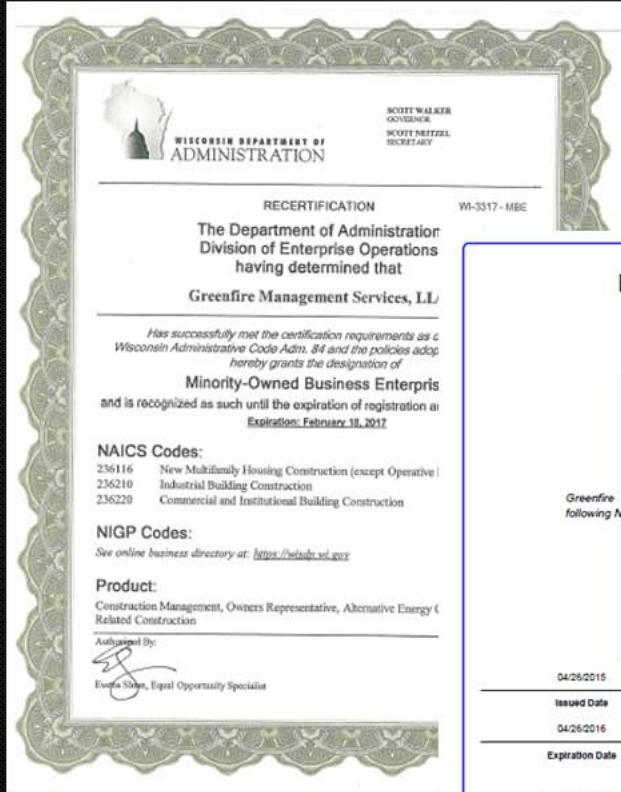 WISCONSIN DEPARTMENT OF
ADMINISTRATION
SCOTT WALKER
GOVERNOR
SCOTT NEITZEL
SECRETARY
RECERTIFICATION
WI-3317 - MBE
The Department of Administration
Division of Enterprise Operations
having determined that
Greenfire Management Services, LL
Has successfully met the certification requirements as
Wisconsin Administrative Code Adm. 84 and the policies adop
hereby grants the designation of
Minority-Owned Business Enterpris
and is recognized as such until the expiration of registration
Expiration: February 18, 2017
NAICS Codes:
236116 New Multifamily Housing Construction (except Operative
236210 Industrial Building Construction
236220 Commercial and Institutional Building Construction
NIGP Codes:
See online business directory at: https://wisdp.wi.gov
Product:
Construction Management, Owners Representative, Alternative Energy
Related Construction
Authorized By:
Equal Opportunity Specialist
Greenfire
following N
04/26/2015
Issued Date
04/26/2016
Expiration Date